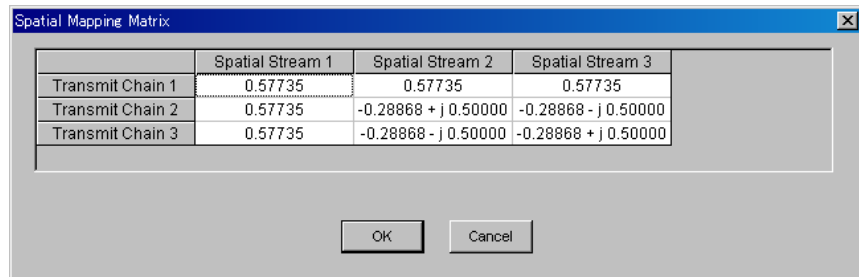 Spatial Mapping Matrix
Spatial Stream 1 Spatial Stream 2 Spatial Stream 3
Transmit Chain 1 0.57735 0.57735 0.57735
Transmit Chain 2 0.57735 -0.28868 + j 0.50000 -0.28868 - j 0.50000
Transmit Chain 3 0.57735 -0.28868 - j 0.50000 -0.28868 + j 0.50000
OK Cancel